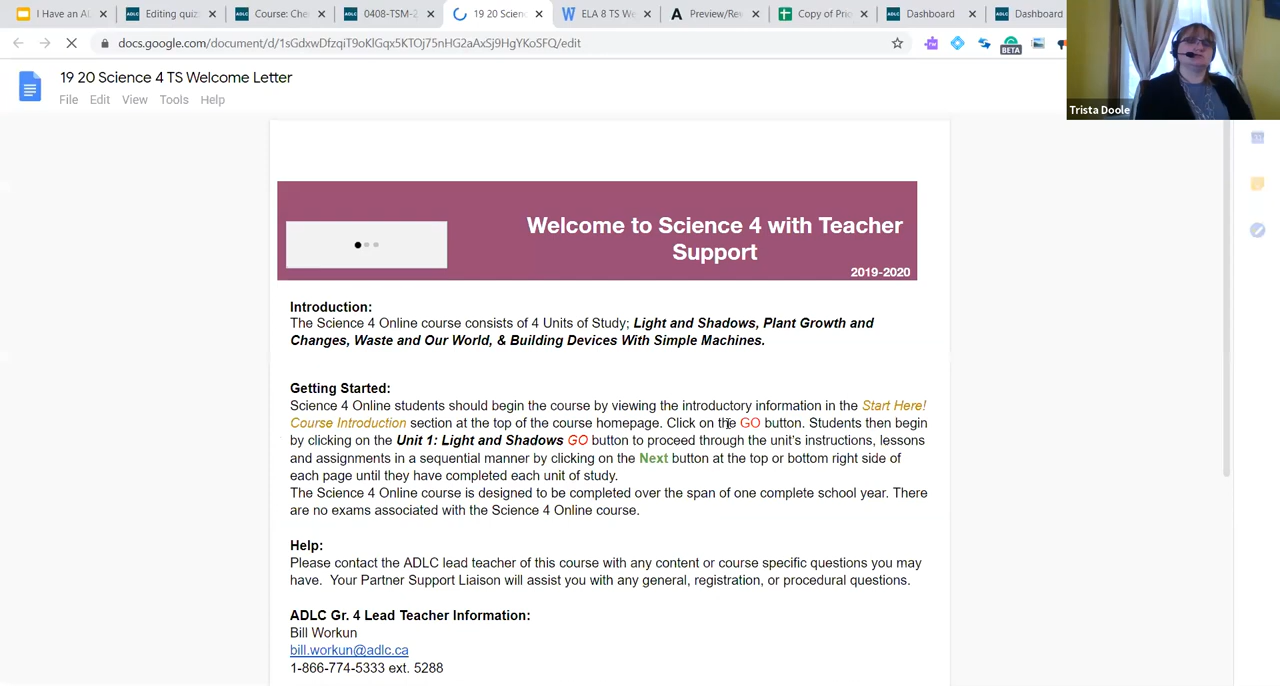 I Have an Al
Editing quiz
Course: Che
0408-TSM-2
19 20 Scien
ELA 8 TS We
Preview/Re
Copy of Pri
Dashboard
Dashboard
docs.google.com/document/d/1sGdxwDfzqiT9oKlGqx5KTOj75nHG2aAxSj9HgYKoSFQ/edit
BETA
19 20 Science 4 TS Welcome Letter
File Edit View Tools Help
Trista Doole
Welcome to Science 4 with Teacher
Support
2019-2020
Introduction:
The Science 4 Online course consists of 4 Units of Study; Light and Shadows, Plant Growth and
Changes, Waste and Our World, & Building Devices With Simple Machines.
Getting Started:
Science 4 Online students should begin the course by viewing the introductory information in the Start Here!
Course Introduction section at the top of the course homepage. Click on the GO button. Students then begin
by clicking on the Unit 1: Light and Shadows GO button to proceed through the unit's instructions, lessons
and assignments in a sequential manner by clicking on the Next button at the top or bottom right side of
each page until they have completed each unit of study.
The Science 4 Online course is designed to be completed over the span of one complete school year. There
are no exams associated with the Science 4 Online course.
Help:
Please contact the ADLC lead teacher of this course with any content or course specific questions you may
have. Your Partner Support Liaison will assist you with any general, registration, or procedural questions.
ADLC Gr. 4 Lead Teacher Information:
Bill Workun
bill.workun@adlc.ca
1-866-774-5333 ext. 5288